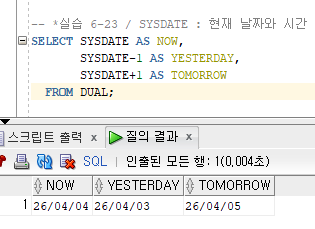 -- *실습 6-23 / SYSDATE : 현재 날짜와 시간
SELECT SYSDATE AS NOW,
SYSDATE-1 AS YESTERDAY,
SYSDATE+1 AS TOMORROW
FROM DUAL;
스크립트 출력 x 질의 결과 x
SQL | 인출된 모든 행: 1(0,004초)
NOW YESTERDAY TOMORROW
1 26/04/04 26/04/03 26/04/05